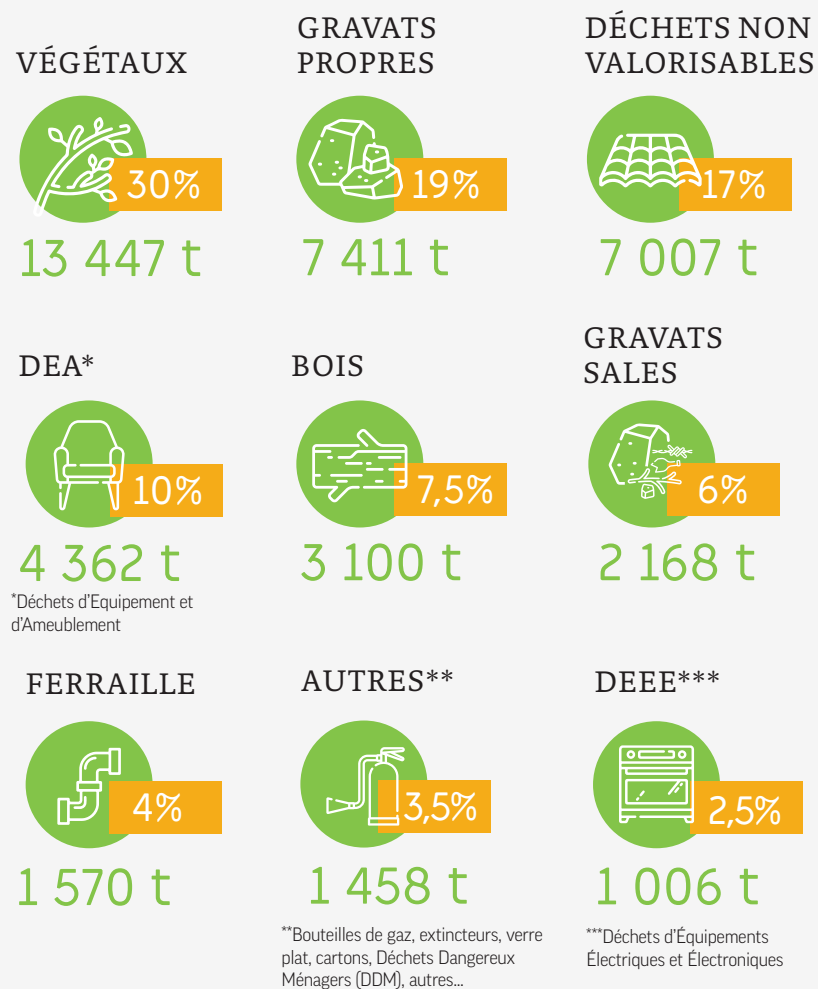 VÉGÉTAUX
30%
13 447 t
GRAVATS
PROPRES
19%
7 411 t
DÉCHETS NON
VALORISABLES
17%
7 007 t
DEA*
10%
4 362 t
*Déchets d'Equipement et
d'Ameublement
BOIS
7,5%
3 100 t
GRAVATS
SALES
6%
2 168 t
FERRAILLE
4%
1 570 t
AUTRES**
3,5%
1 458 t
**Bouteilles de gaz, extincteurs, verre
plat, cartons, Déchets Dangereux
Ménagers (DDM), autres...
DEEE***
2,5%
1 006 t
***Déchets d'Équipements
Électriques et Électroniques